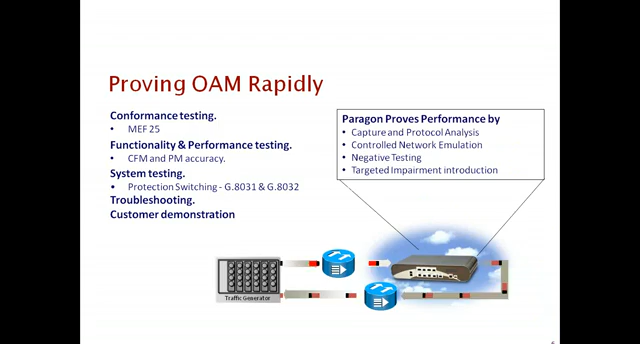 Proving OAM Rapidly
Conformance testing.
• MEF 25
Functionality & Performance testing.
• CFM and PM accuracy.
System testing.
• Protection Switching - G.8031 & G.8032
Troubleshooting.
Customer demonstration
Paragon Proves Performance by
• Capture and Protocol Analysis
• Controlled Network Emulation
• Negative Testing
• Targeted Impairment introduction
Traffic Generator